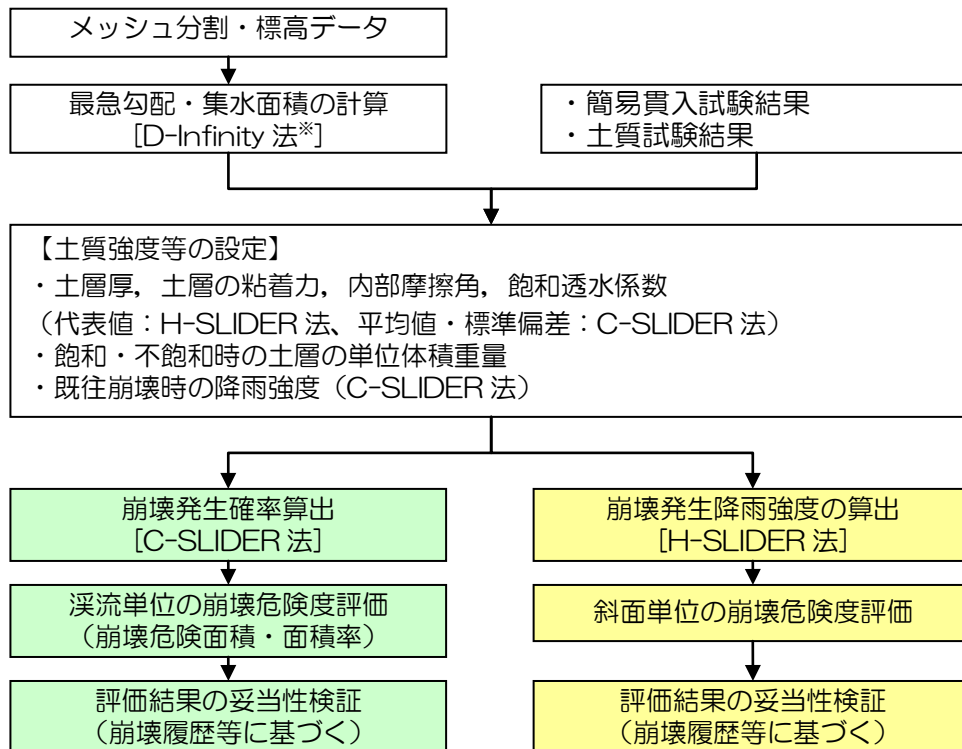 メッシュ分割・標高データ
最急勾配・集水面積の計算
[D-Infinity 法※]
・簡易貫入試験結果
・土質試験結果
【土質強度等の設定】
・土層厚，土層の粘着力，内部摩擦角，飽和透水係数
（代表値：H-SLIDER 法、平均値・標準偏差：C-SLIDER 法）
・飽和・不飽和時の土層の単位体積重量
・既往崩壊時の降雨強度（C-SLIDER 法）
崩壊発生確率算出
[C-SLIDER 法]
渓流単位の崩壊危険度評価
（崩壊危険面積・面積率）
評価結果の妥当性検証
（崩壊履歴等に基づく）
崩壊発生降雨強度の算出
[H-SLIDER 法]
斜面単位の崩壊危険度評価
評価結果の妥当性検証
（崩壊履歴等に基づく）